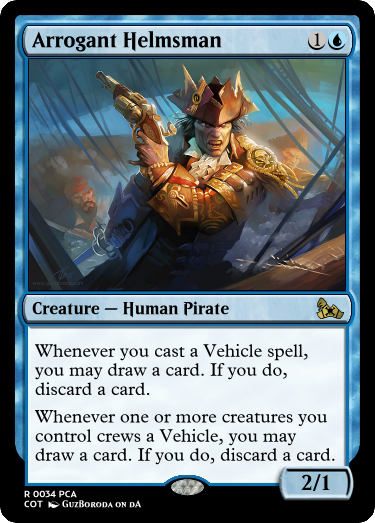 Arrogant Helmsman 1
Creature — Human Pirate
Whenever you cast a Vehicle spell,
you may draw a card. If you do,
discard a card.
Whenever one or more creatures you
control crews a Vehicle, you may
draw a card. If you do, discard a card.
2/1
R 0034 PCA
COT GuzBoroda on dA